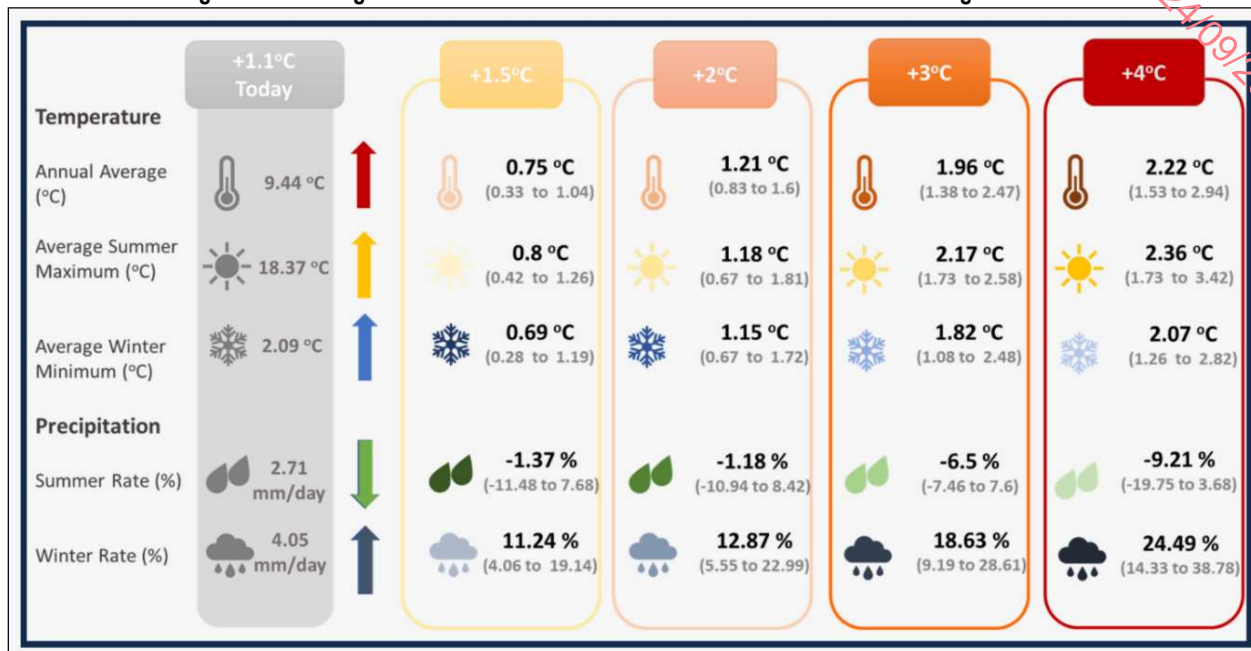 +1.1°C
Today
+1.5°C
+2°C
+3°C
+4°C
Temperature
Annual Average
(°C)
9.44 °C
0.75 °C
(0.33 to 1.04)
1.21 °C
(0.83 to 1.6)
1.96 °C
(1.38 to 2.47)
2.22 °C
(1.53 to 2.94)
Average Summer
Maximum (°C)
18.37 °C
0.8 °C
(0.42 to 1.26)
1.18 °C
(0.67 to 1.81)
2.17 °C
(1.73 to 2.58)
2.36 °C
(1.73 to 3.42)
Average Winter
Minimum (°C)
2.09 °C
0.69 °C
(0.28 to 1.19)
1.15 °C
(0.67 to 1.72)
1.82 °C
(1.08 to 2.48)
2.07 °C
(1.26 to 2.82)
Precipitation
Summer Rate (%)
2.71
mm/day
-1.37 %
(-11.48 to 7.68)
-1.18 %
(-10.94 to 8.42)
-6.5 %
(-7.46 to 7.6)
-9.21 %
(-19.75 to 3.68)
Winter Rate (%)
4.05
mm/day
11.24 %
(4.06 to 19.14)
12.87 %
(5.55 to 22.99)
18.63 %
(9.19 to 28.61)
24.49 %
(14.33 to 38.78)
24/09/2